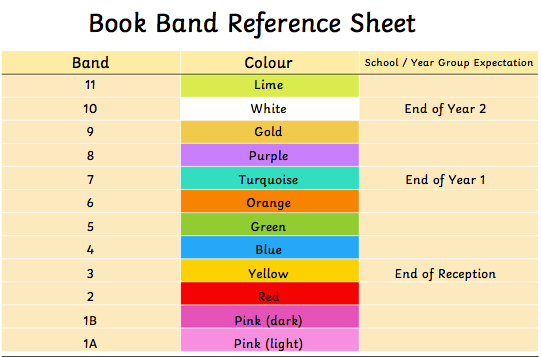 Book Band Reference Sheet
Band Colour School / Year Group Expectation
11 Lime
10 White End of Year 2
9 Gold
8 Purple
7 Turquoise End of Year 1
6 Orange
5 Green
4 Blue
3 Yellow End of Reception
2 Red
1B Pink (dark)
1A Pink (light)